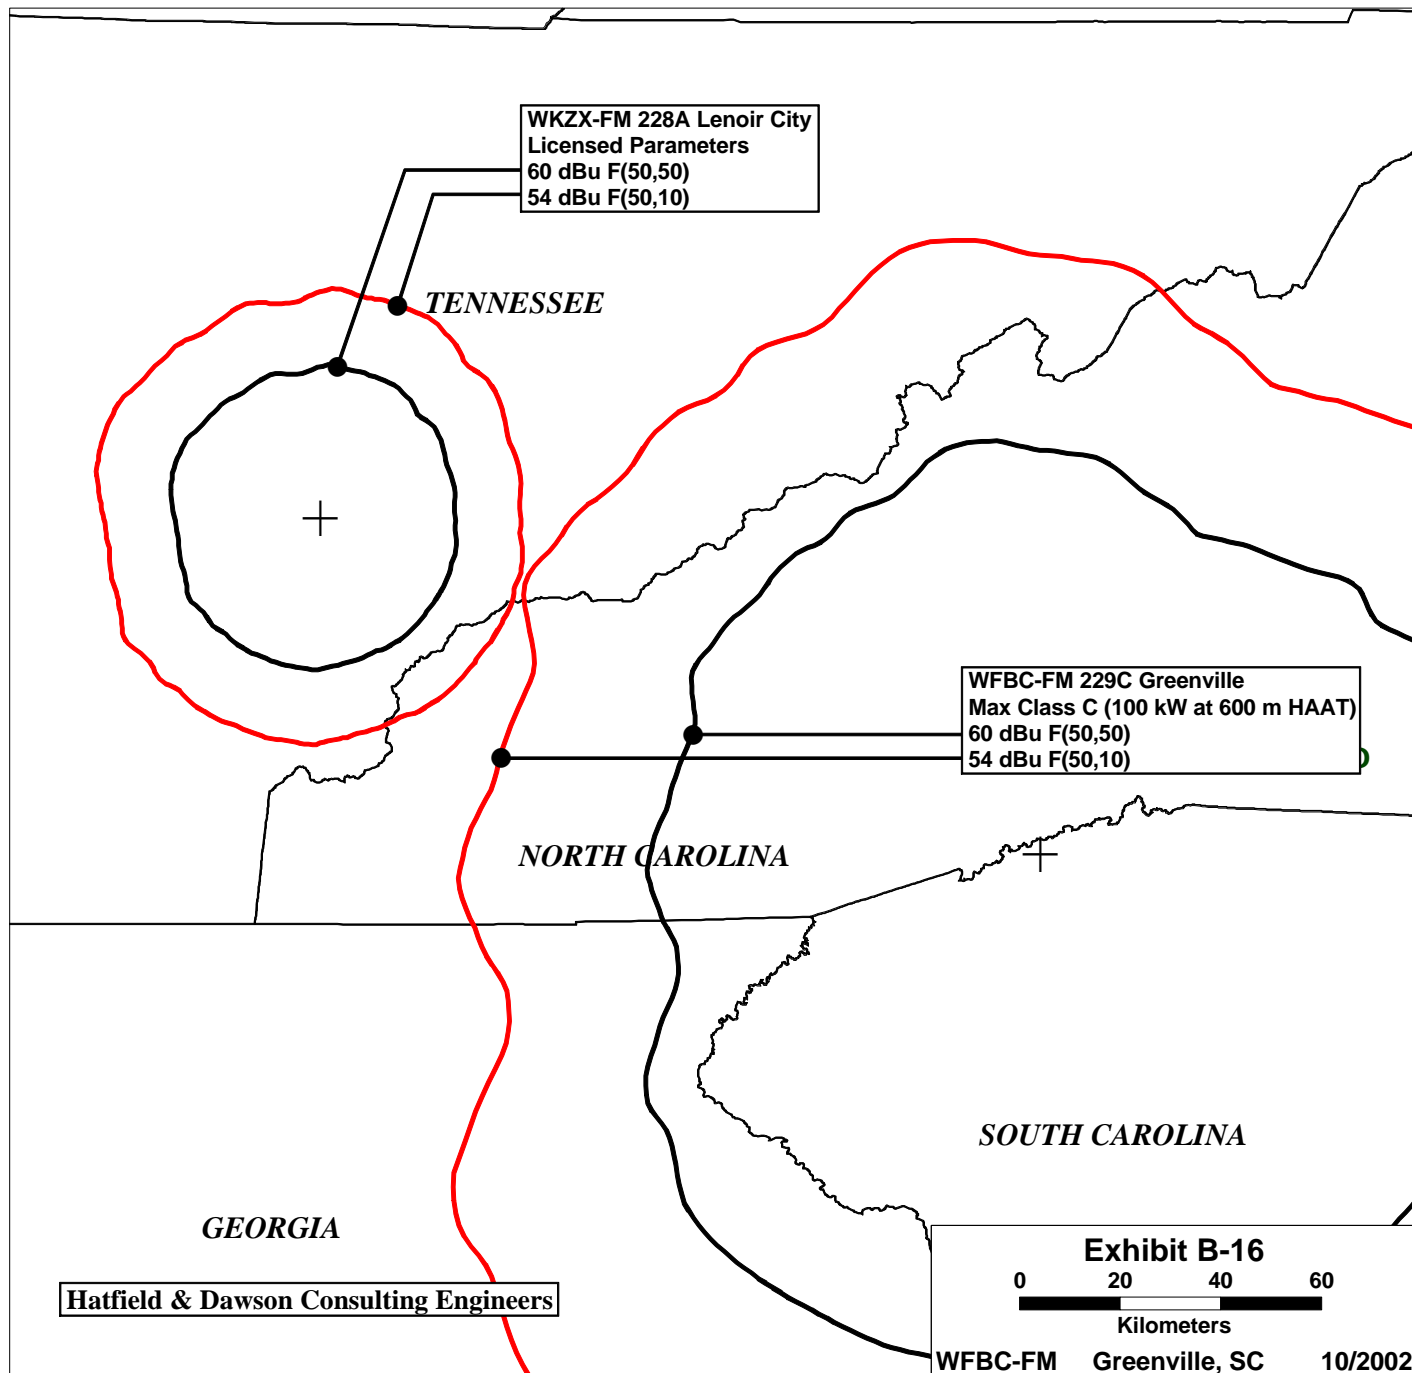 WKZX-FM 228A Lenoir City
Licensed Parameters
60 dBu F(50,50)
54 dBu F(50,10)
TENNESSEE
WFBC-FM 229C Greenville
Max Class C (100 kW at 600 m HAAT)
60 dBu F(50,50)
54 dBu F(50,10)
NORTH CAROLINA
SOUTH CAROLINA
GEORGIA
Hatfield & Dawson Consulting Engineers
Exhibit B-16
0 20 40 60
Kilometers
WFBC-FM Greenville, SC 10/2002